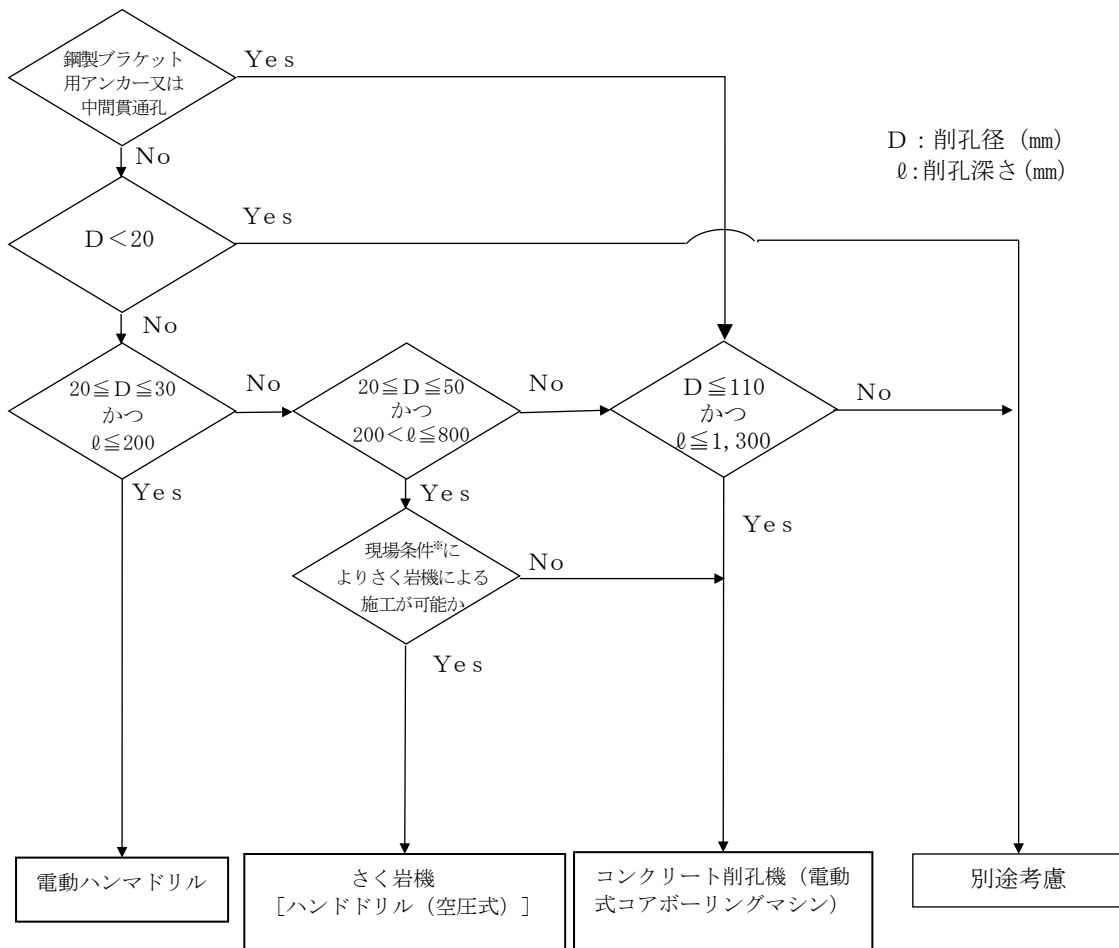 鋼製ブラケット
用アンカー又は
中間貫通孔
Yes
No
D:削孔径 (mm)
ℓ:削孔深さ(mm)
D<20
Yes
No
20≦D≦30
かつ
ℓ≦200
No
Yes
20≦D≦50
かつ
200<ℓ≦800
No
Yes
D≦110
かつ
ℓ≦1,300
No
Yes
現場条件※に
よりさく岩機による
施工が可能か
No
Yes
電動ハンマドリル
さく岩機
[ハンドドリル(空圧式)]
コンクリート削孔機(電動
式コアボーリングマシン)
別途考慮